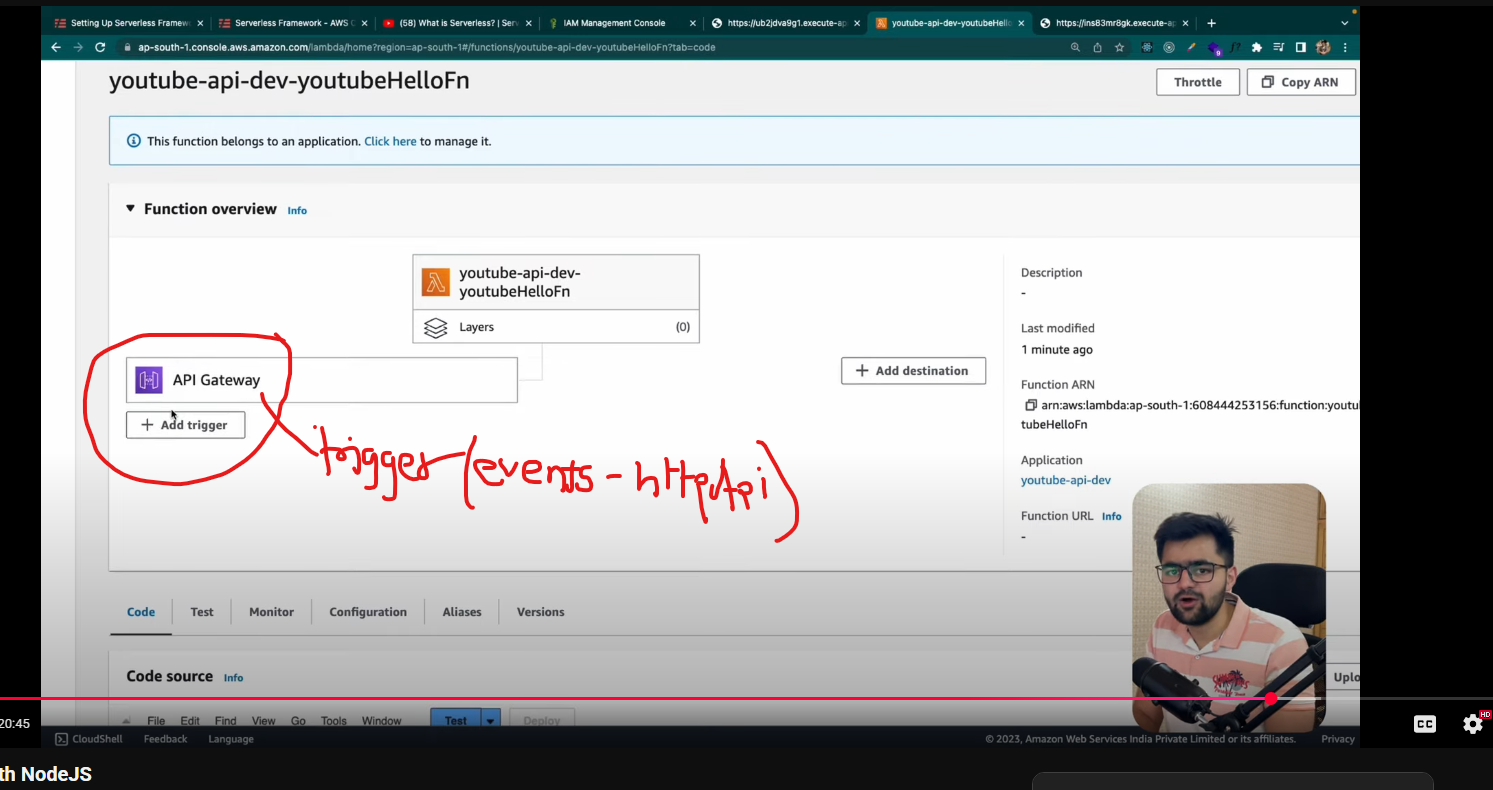 Setting Up Serverless Framew
Serverless Framework - AWS C
(58) What is Serverless? | Serv
IAM Management Console
https://ub2jdva9g1.execute-ap
youtube-api-dev-youtubeHello
https://ins83mr8gk.execute-ap
ap-south-1.console.aws.amazon.com/lambda/home?region=ap-south-1#/functions/youtube-api-dev-youtubeHelloFn?tab=code
youtube-api-dev-youtubeHelloFn
Throttle
Copy ARN
This function belongs to an application. Click here to manage it.
Function overview Info
youtube-api-dev-
youtubeHelloFn
Layers (0)
API Gateway
+ Add trigger
+ Add destination
trigger (events - httpApi)
Description
-
Last modified
1 minute ago
Function ARN
arn:aws:lambda:ap-south-1:608444253156:function:youtu
tubeHelloFn
Application
youtube-api-dev
Function URL Info
-
Code Test Monitor Configuration Aliases Versions
Code source Info
Uplo
File Edit Find View Go Tools Window Test Deploy
20:45
CC
HD
CloudShell Feedback Language
© 2023, Amazon Web Services India Private Limited or its affiliates. Privacy
th NodeJS